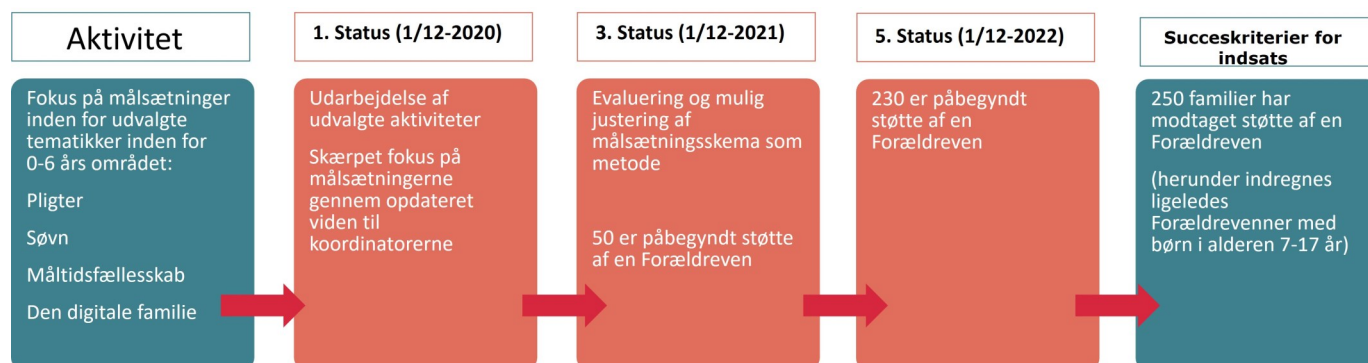 Aktivitet
Fokus på målsætninger
inden for udvalgte
tematikker inden for
0-6 års området:
Pligter
Søvn
Måltidsfællesskab
Den digitale familie
1. Status (1/12-2020)
Udarbejdelse af
udvalgte aktiviteter
Skærpet fokus på
målsætningerne
gennem opdateret
viden til
koordinatorerne
3. Status (1/12-2021)
Evaluering og mulig
justering af
målsætningsskema som
metode
50 er påbegyndt støtte
af en Forældreven
5. Status (1/12-2022)
230 er påbegyndt
støtte af en
Forældreven
Succeskriterier for
indsats
250 familier har
modtaget støtte af en
Forældreven
(herunder indregnes
ligeledes
Forældrevenner med
børn i alderen 7-17 år)